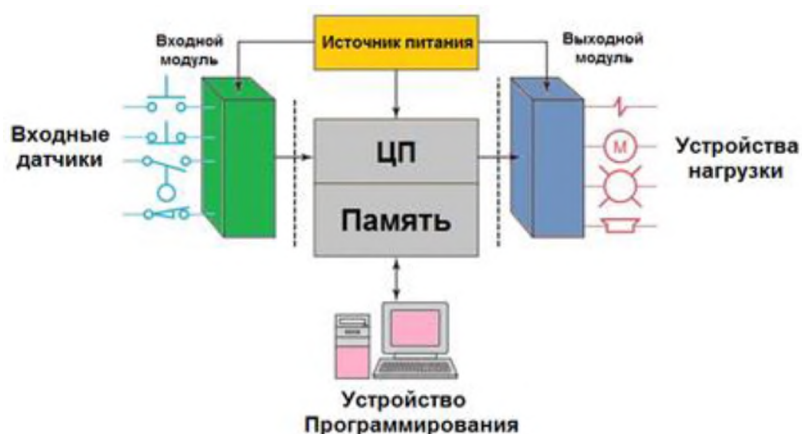 Входной
модуль
Источник питания
Выходной
модуль
Входные
датчики
ЦП
Память
M
Устройства
нагрузки
Устройство
Программирования